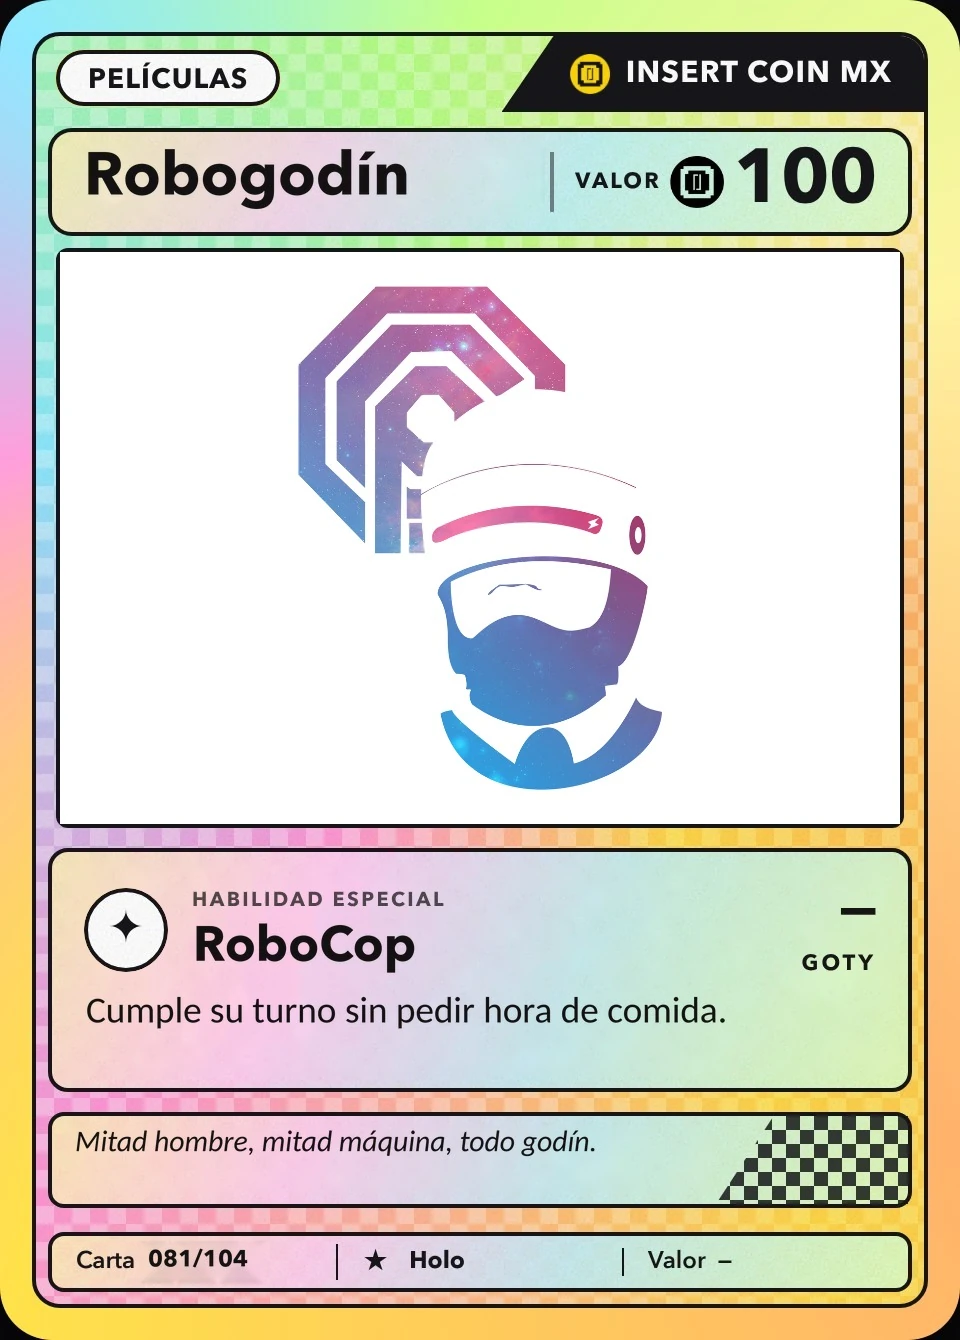 PELÍCULAS
INSERT COIN MX
Robogodín
VALOR 100
HABILIDAD ESPECIAL
RoboCop
–
GOTY
Cumple su turno sin pedir hora de comida.
Mitad hombre, mitad máquina, todo godín.
Carta 081/104
★ Holo
Valor –